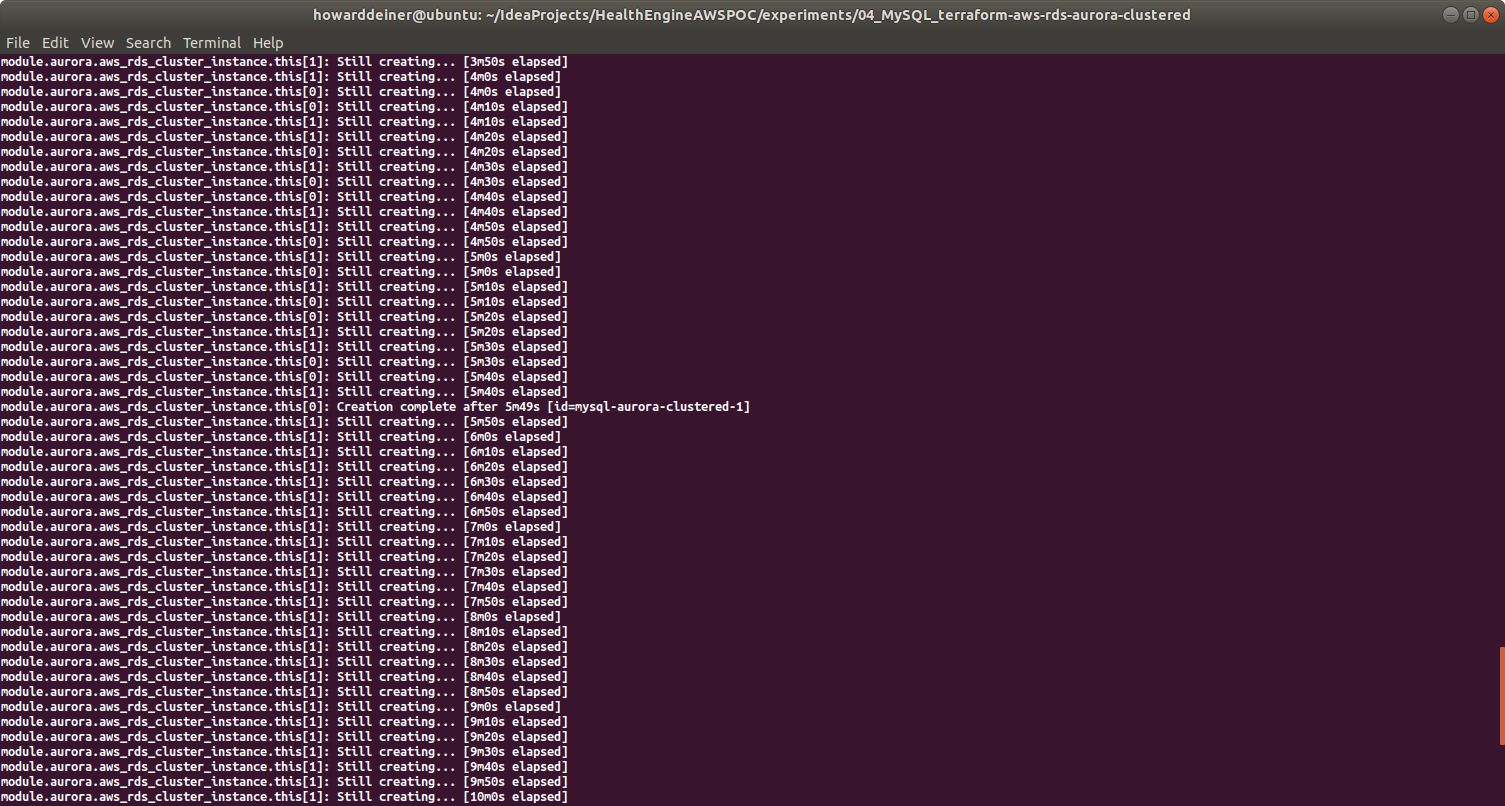 howarddeiner@ubuntu: ~/IdeaProjects/HealthEngineAWSPOC/experiments/04_MySQL_terraform-aws-rds-aurora-clustered
File Edit View Search Terminal Help
module.aurora.aws_rds_cluster_instance.this[1]: Still creating... [3m50s elapsed]
module.aurora.aws_rds_cluster_instance.this[1]: Still creating... [4m0s elapsed]
module.aurora.aws_rds_cluster_instance.this[0]: Still creating... [4m0s elapsed]
module.aurora.aws_rds_cluster_instance.this[0]: Still creating... [4m10s elapsed]
module.aurora.aws_rds_cluster_instance.this[1]: Still creating... [4m10s elapsed]
module.aurora.aws_rds_cluster_instance.this[1]: Still creating... [4m20s elapsed]
module.aurora.aws_rds_cluster_instance.this[0]: Still creating... [4m20s elapsed]
module.aurora.aws_rds_cluster_instance.this[1]: Still creating... [4m30s elapsed]
module.aurora.aws_rds_cluster_instance.this[0]: Still creating... [4m30s elapsed]
module.aurora.aws_rds_cluster_instance.this[0]: Still creating... [4m40s elapsed]
module.aurora.aws_rds_cluster_instance.this[1]: Still creating... [4m40s elapsed]
module.aurora.aws_rds_cluster_instance.this[1]: Still creating... [4m50s elapsed]
module.aurora.aws_rds_cluster_instance.this[0]: Still creating... [4m50s elapsed]
module.aurora.aws_rds_cluster_instance.this[1]: Still creating... [5m0s elapsed]
module.aurora.aws_rds_cluster_instance.this[0]: Still creating... [5m0s elapsed]
module.aurora.aws_rds_cluster_instance.this[1]: Still creating... [5m10s elapsed]
module.aurora.aws_rds_cluster_instance.this[0]: Still creating... [5m10s elapsed]
module.aurora.aws_rds_cluster_instance.this[0]: Still creating... [5m20s elapsed]
module.aurora.aws_rds_cluster_instance.this[1]: Still creating... [5m20s elapsed]
module.aurora.aws_rds_cluster_instance.this[1]: Still creating... [5m30s elapsed]
module.aurora.aws_rds_cluster_instance.this[0]: Still creating... [5m30s elapsed]
module.aurora.aws_rds_cluster_instance.this[0]: Still creating... [5m40s elapsed]
module.aurora.aws_rds_cluster_instance.this[1]: Still creating... [5m40s elapsed]
module.aurora.aws_rds_cluster_instance.this[0]: Creation complete after 5m49s [id=mysql-aurora-clustered-1]
module.aurora.aws_rds_cluster_instance.this[1]: Still creating... [5m50s elapsed]
module.aurora.aws_rds_cluster_instance.this[1]: Still creating... [6m0s elapsed]
module.aurora.aws_rds_cluster_instance.this[1]: Still creating... [6m10s elapsed]
module.aurora.aws_rds_cluster_instance.this[1]: Still creating... [6m20s elapsed]
module.aurora.aws_rds_cluster_instance.this[1]: Still creating... [6m30s elapsed]
module.aurora.aws_rds_cluster_instance.this[1]: Still creating... [6m40s elapsed]
module.aurora.aws_rds_cluster_instance.this[1]: Still creating... [6m50s elapsed]
module.aurora.aws_rds_cluster_instance.this[1]: Still creating... [7m0s elapsed]
module.aurora.aws_rds_cluster_instance.this[1]: Still creating... [7m10s elapsed]
module.aurora.aws_rds_cluster_instance.this[1]: Still creating... [7m20s elapsed]
module.aurora.aws_rds_cluster_instance.this[1]: Still creating... [7m30s elapsed]
module.aurora.aws_rds_cluster_instance.this[1]: Still creating... [7m40s elapsed]
module.aurora.aws_rds_cluster_instance.this[1]: Still creating... [7m50s elapsed]
module.aurora.aws_rds_cluster_instance.this[1]: Still creating... [8m0s elapsed]
module.aurora.aws_rds_cluster_instance.this[1]: Still creating... [8m10s elapsed]
module.aurora.aws_rds_cluster_instance.this[1]: Still creating... [8m20s elapsed]
module.aurora.aws_rds_cluster_instance.this[1]: Still creating... [8m30s elapsed]
module.aurora.aws_rds_cluster_instance.this[1]: Still creating... [8m40s elapsed]
module.aurora.aws_rds_cluster_instance.this[1]: Still creating... [8m50s elapsed]
module.aurora.aws_rds_cluster_instance.this[1]: Still creating... [9m0s elapsed]
module.aurora.aws_rds_cluster_instance.this[1]: Still creating... [9m10s elapsed]
module.aurora.aws_rds_cluster_instance.this[1]: Still creating... [9m20s elapsed]
module.aurora.aws_rds_cluster_instance.this[1]: Still creating... [9m30s elapsed]
module.aurora.aws_rds_cluster_instance.this[1]: Still creating... [9m40s elapsed]
module.aurora.aws_rds_cluster_instance.this[1]: Still creating... [9m50s elapsed]
module.aurora.aws_rds_cluster_instance.this[1]: Still creating... [10m0s elapsed]